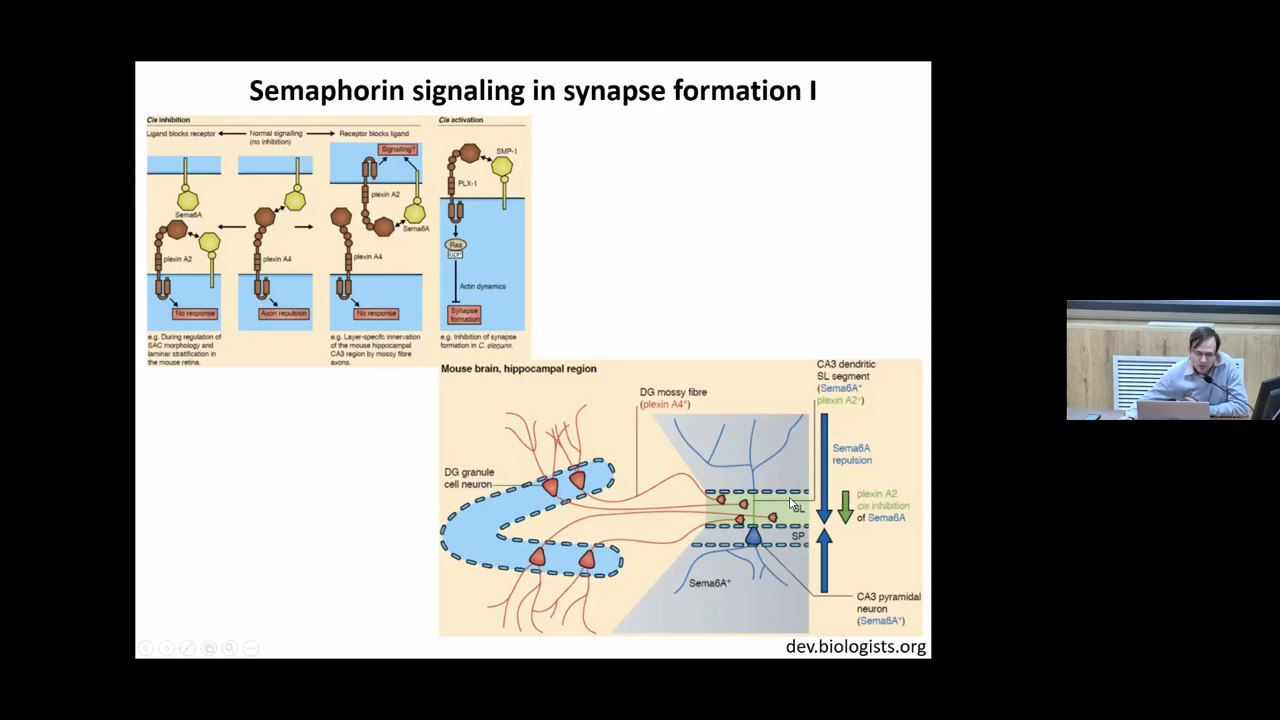 Semaphorin signaling in synapse formation I
Cis inhibition
Ligand blocks receptor
Normal signalling
(no inhibition)
Receptor blocks ligand
Signalling?
plexin A2
Sema6A
Sema6A
plexin A2
plexin A4
plexin A4
No response
Axon repulsion
No response
e.g. During regulation of
SAC morphology and
laminar stratification in
the mouse retina.
e.g. Layer-specific innervation
of the mouse hippocampal
CA3 region by mossy fibre
axons.
Cis activation
SMP-1
PLX-1
Ras
GDP
Actin dynamics
Synapse
formation
e.g. Inhibition of synapse
formation in C. elegans.
Mouse brain, hippocampal region
DG mossy fibre
(plexin A4⁺)
CA3 dendritic
SL segment
(Sema6A⁺
plexin A2⁺)
Sema6A
repulsion
DG granule
cell neuron
plexin A2
cis inhibition
of Sema6A
SL
SP
Sema6A⁺
CA3 pyramidal
neuron
(Sema6A⁺)
dev.biologists.org